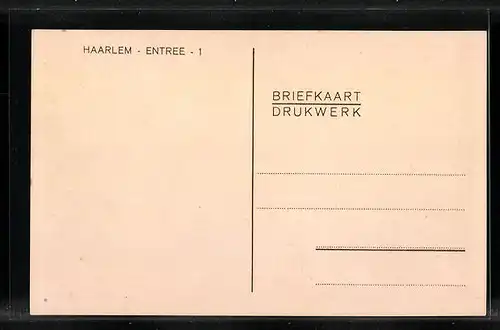 HAARLEM - ENTREE - 1
BRIEFKAART
DRUKWERK